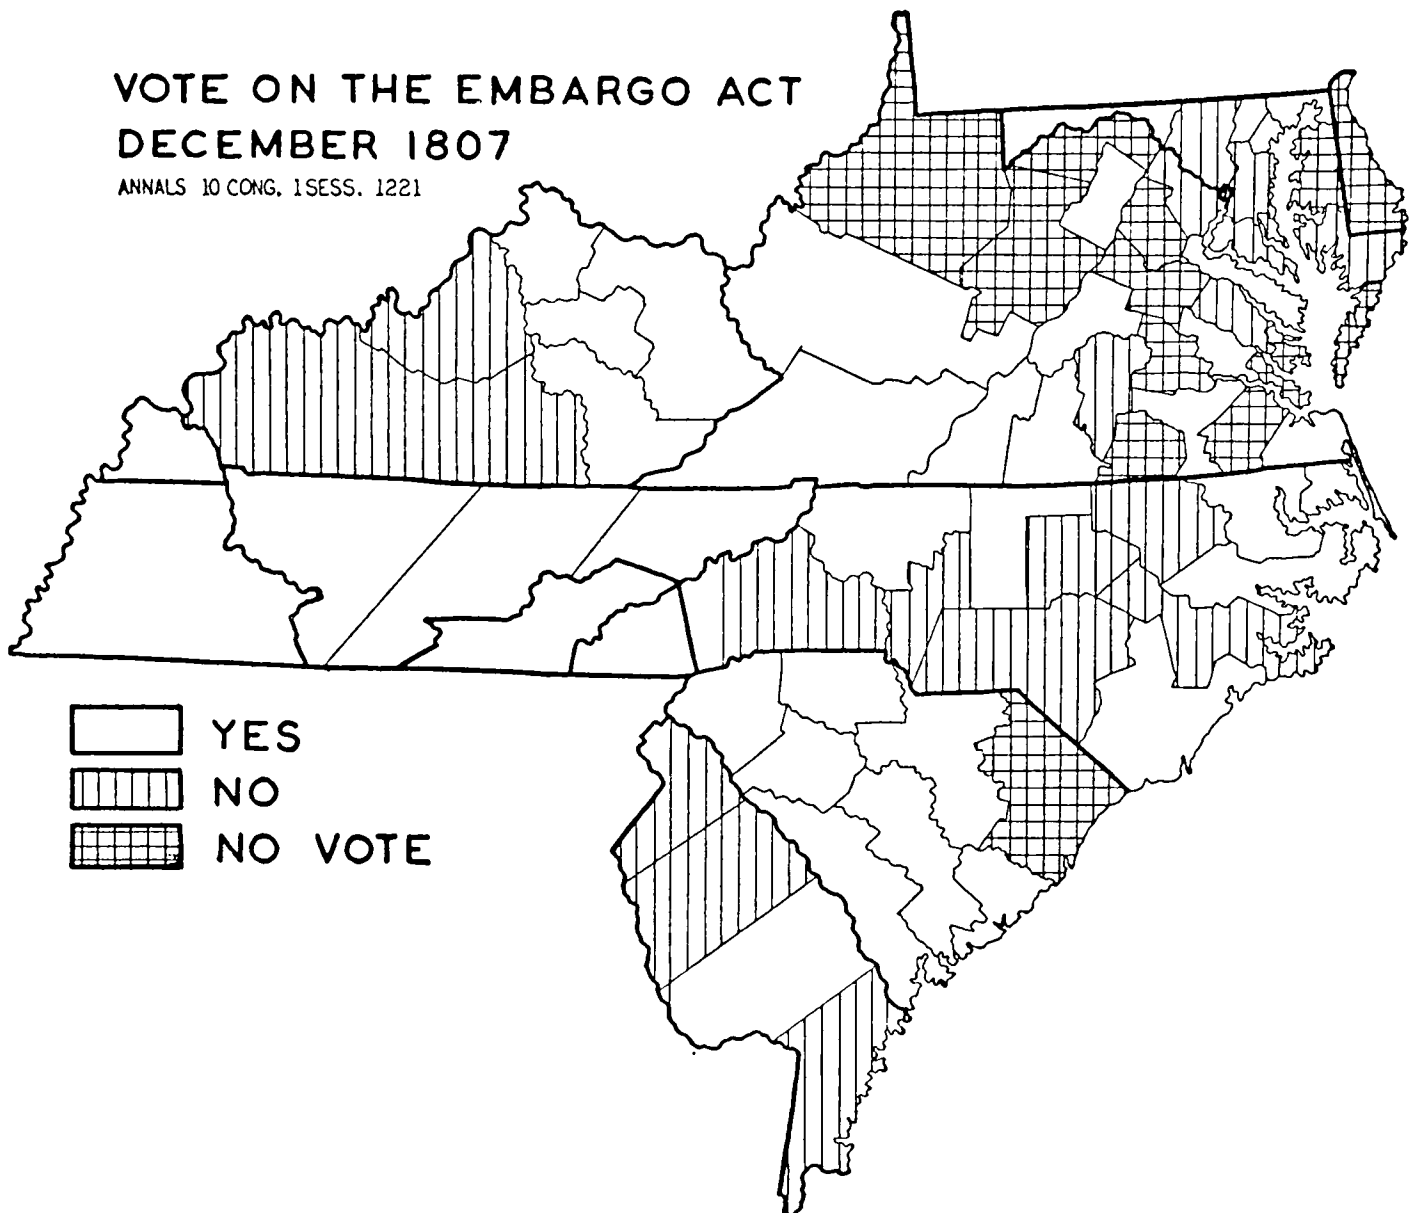 VOTE ON THE EMBARGO ACT
DECEMBER 1807
ANNALS 10 CONG. 1 SESS. 1221
YES
NO
NO VOTE